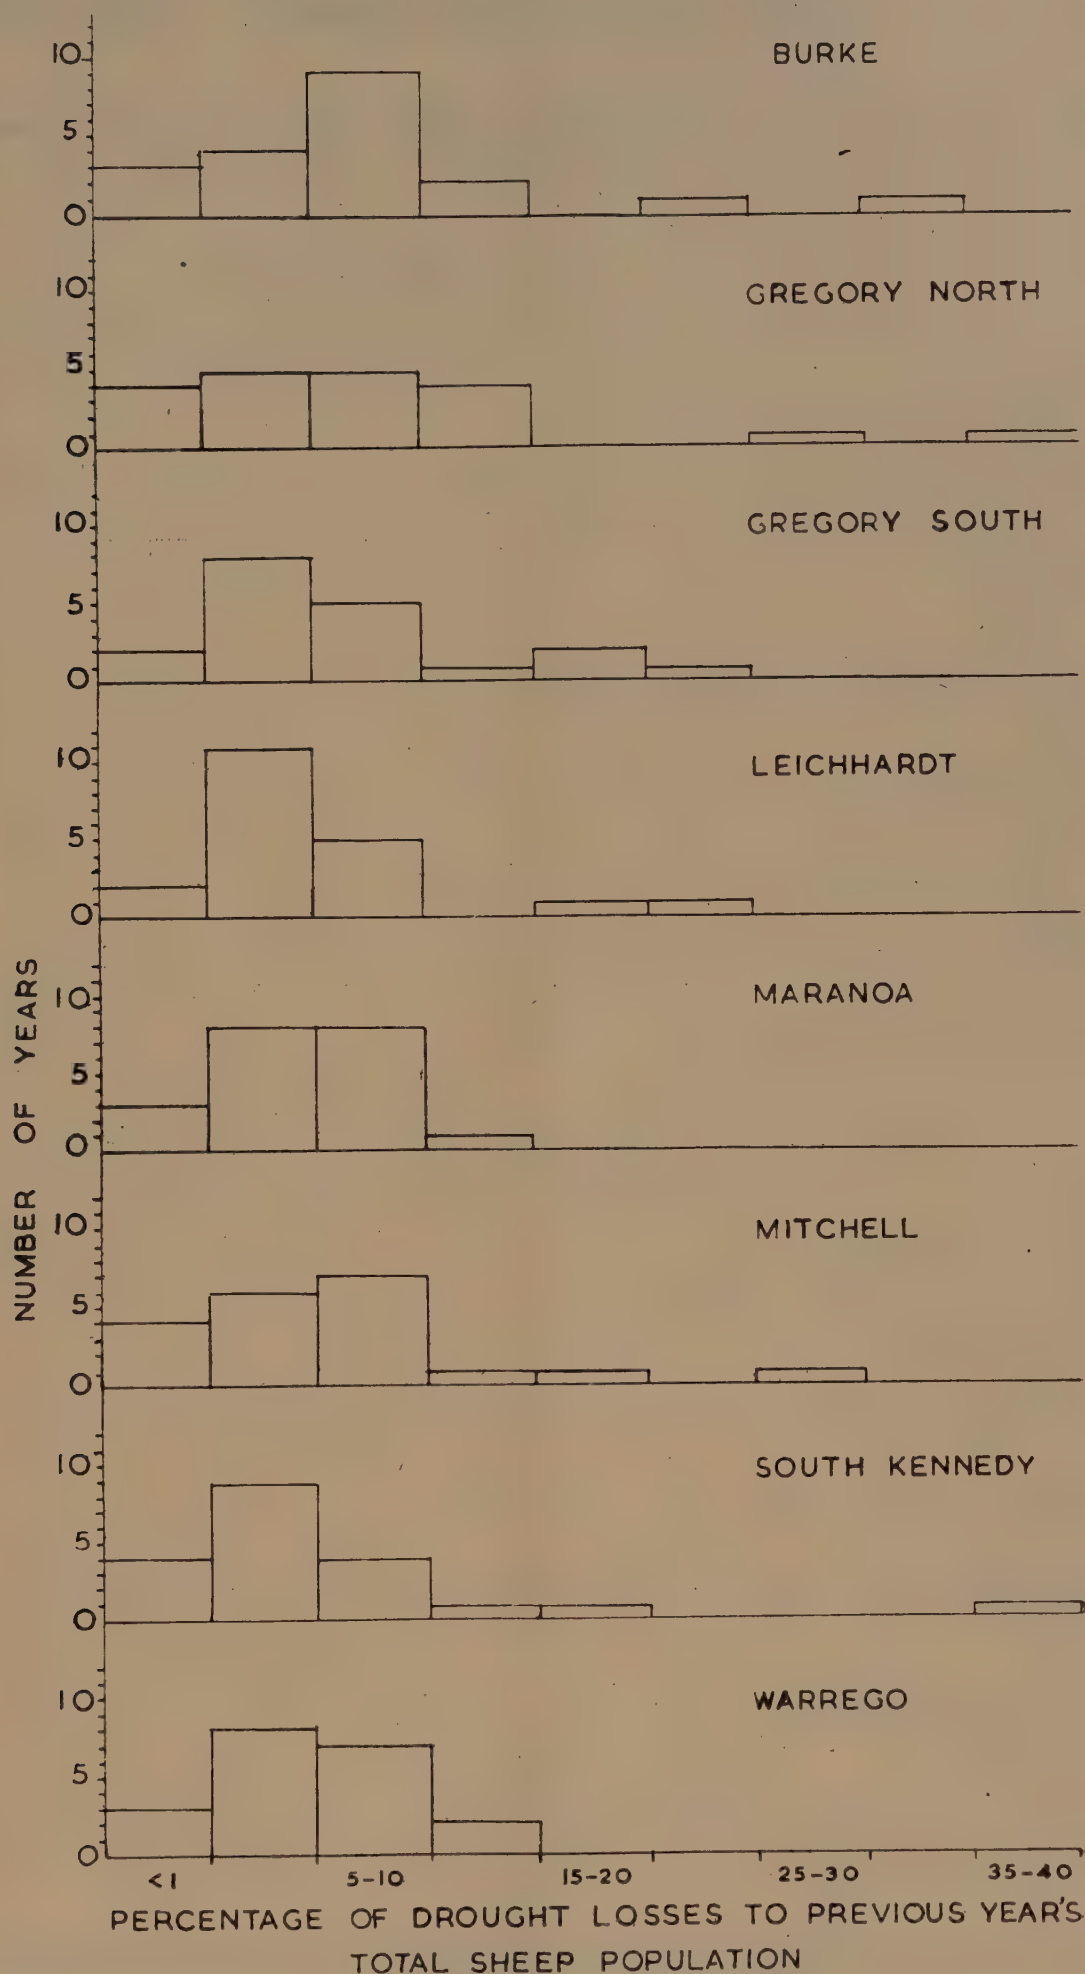 BURKE
10
5
0
GREGORY NORTH
10
5
0
GREGORY SOUTH
10
5
0
LEICHHARDT
10
5
0
MARANOA
10
5
0
MITCHELL
10
5
0
SOUTH KENNEDY
10
5
0
WARREGO
10
5
0
NUMBER OF YEARS
<1 5-10 15-20 25-30 35-40
PERCENTAGE OF DROUGHT LOSSES TO PREVIOUS YEAR'S
TOTAL SHEEP POPULATION